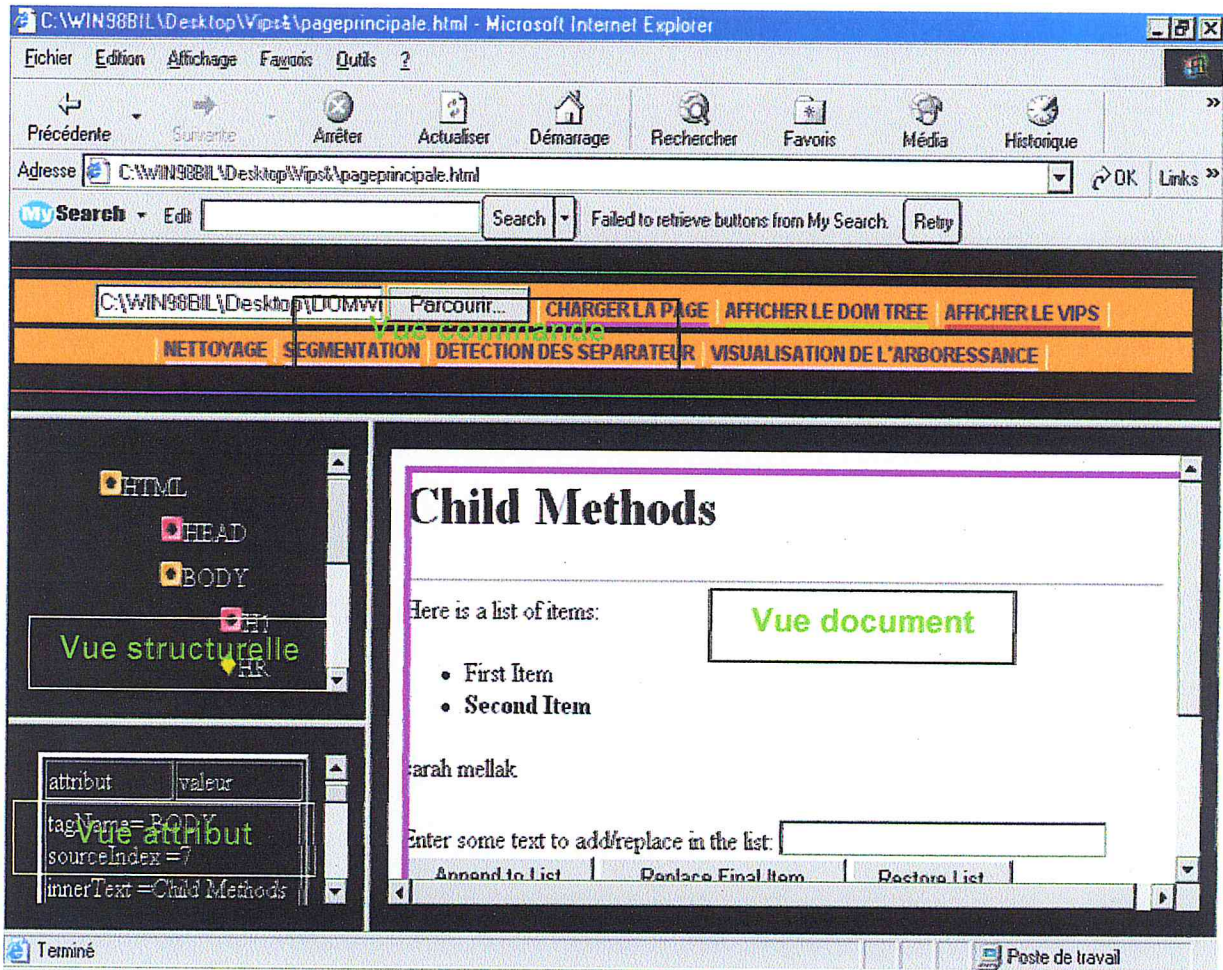 C:\WIN98BIL\Desktop\Vips&\pageprincipale.html - Microsoft Internet Explorer
Fichier Edition Affichage Favoris Outils ?
Précédente Suivante Arrêter Actualiser Démarrage Rechercher Favoris Média Historique »
Adresse C:\WIN98BIL\Desktop\Vips&\pageprincipale.html OK Links »
My Search Edit Search Failed to retrieve buttons from My Search. Retry
C:\WIN98BIL\Desktop\DOMW Parcourir... CHARGER LA PAGE AFFICHER LE DOM TREE AFFICHER LE VIPS
Vue commande
NETTOYAGE SEGMENTATION DETECTION DES SEPARATEUR VISUALISATION DE L'ARBORESSANCE
HTML
HEAD
BODY
H1
Vue structurelle
HR
attribut valeur
tagName= BODY
Vue attribut
sourceIndex =7
innerText =Child Methods
Child Methods
Here is a list of items:
Vue document
• First Item
• Second Item
sarah mellak
Enter some text to add/replace in the list:
Append to List Replace Final Item Restore List
Terminé Poste de travail